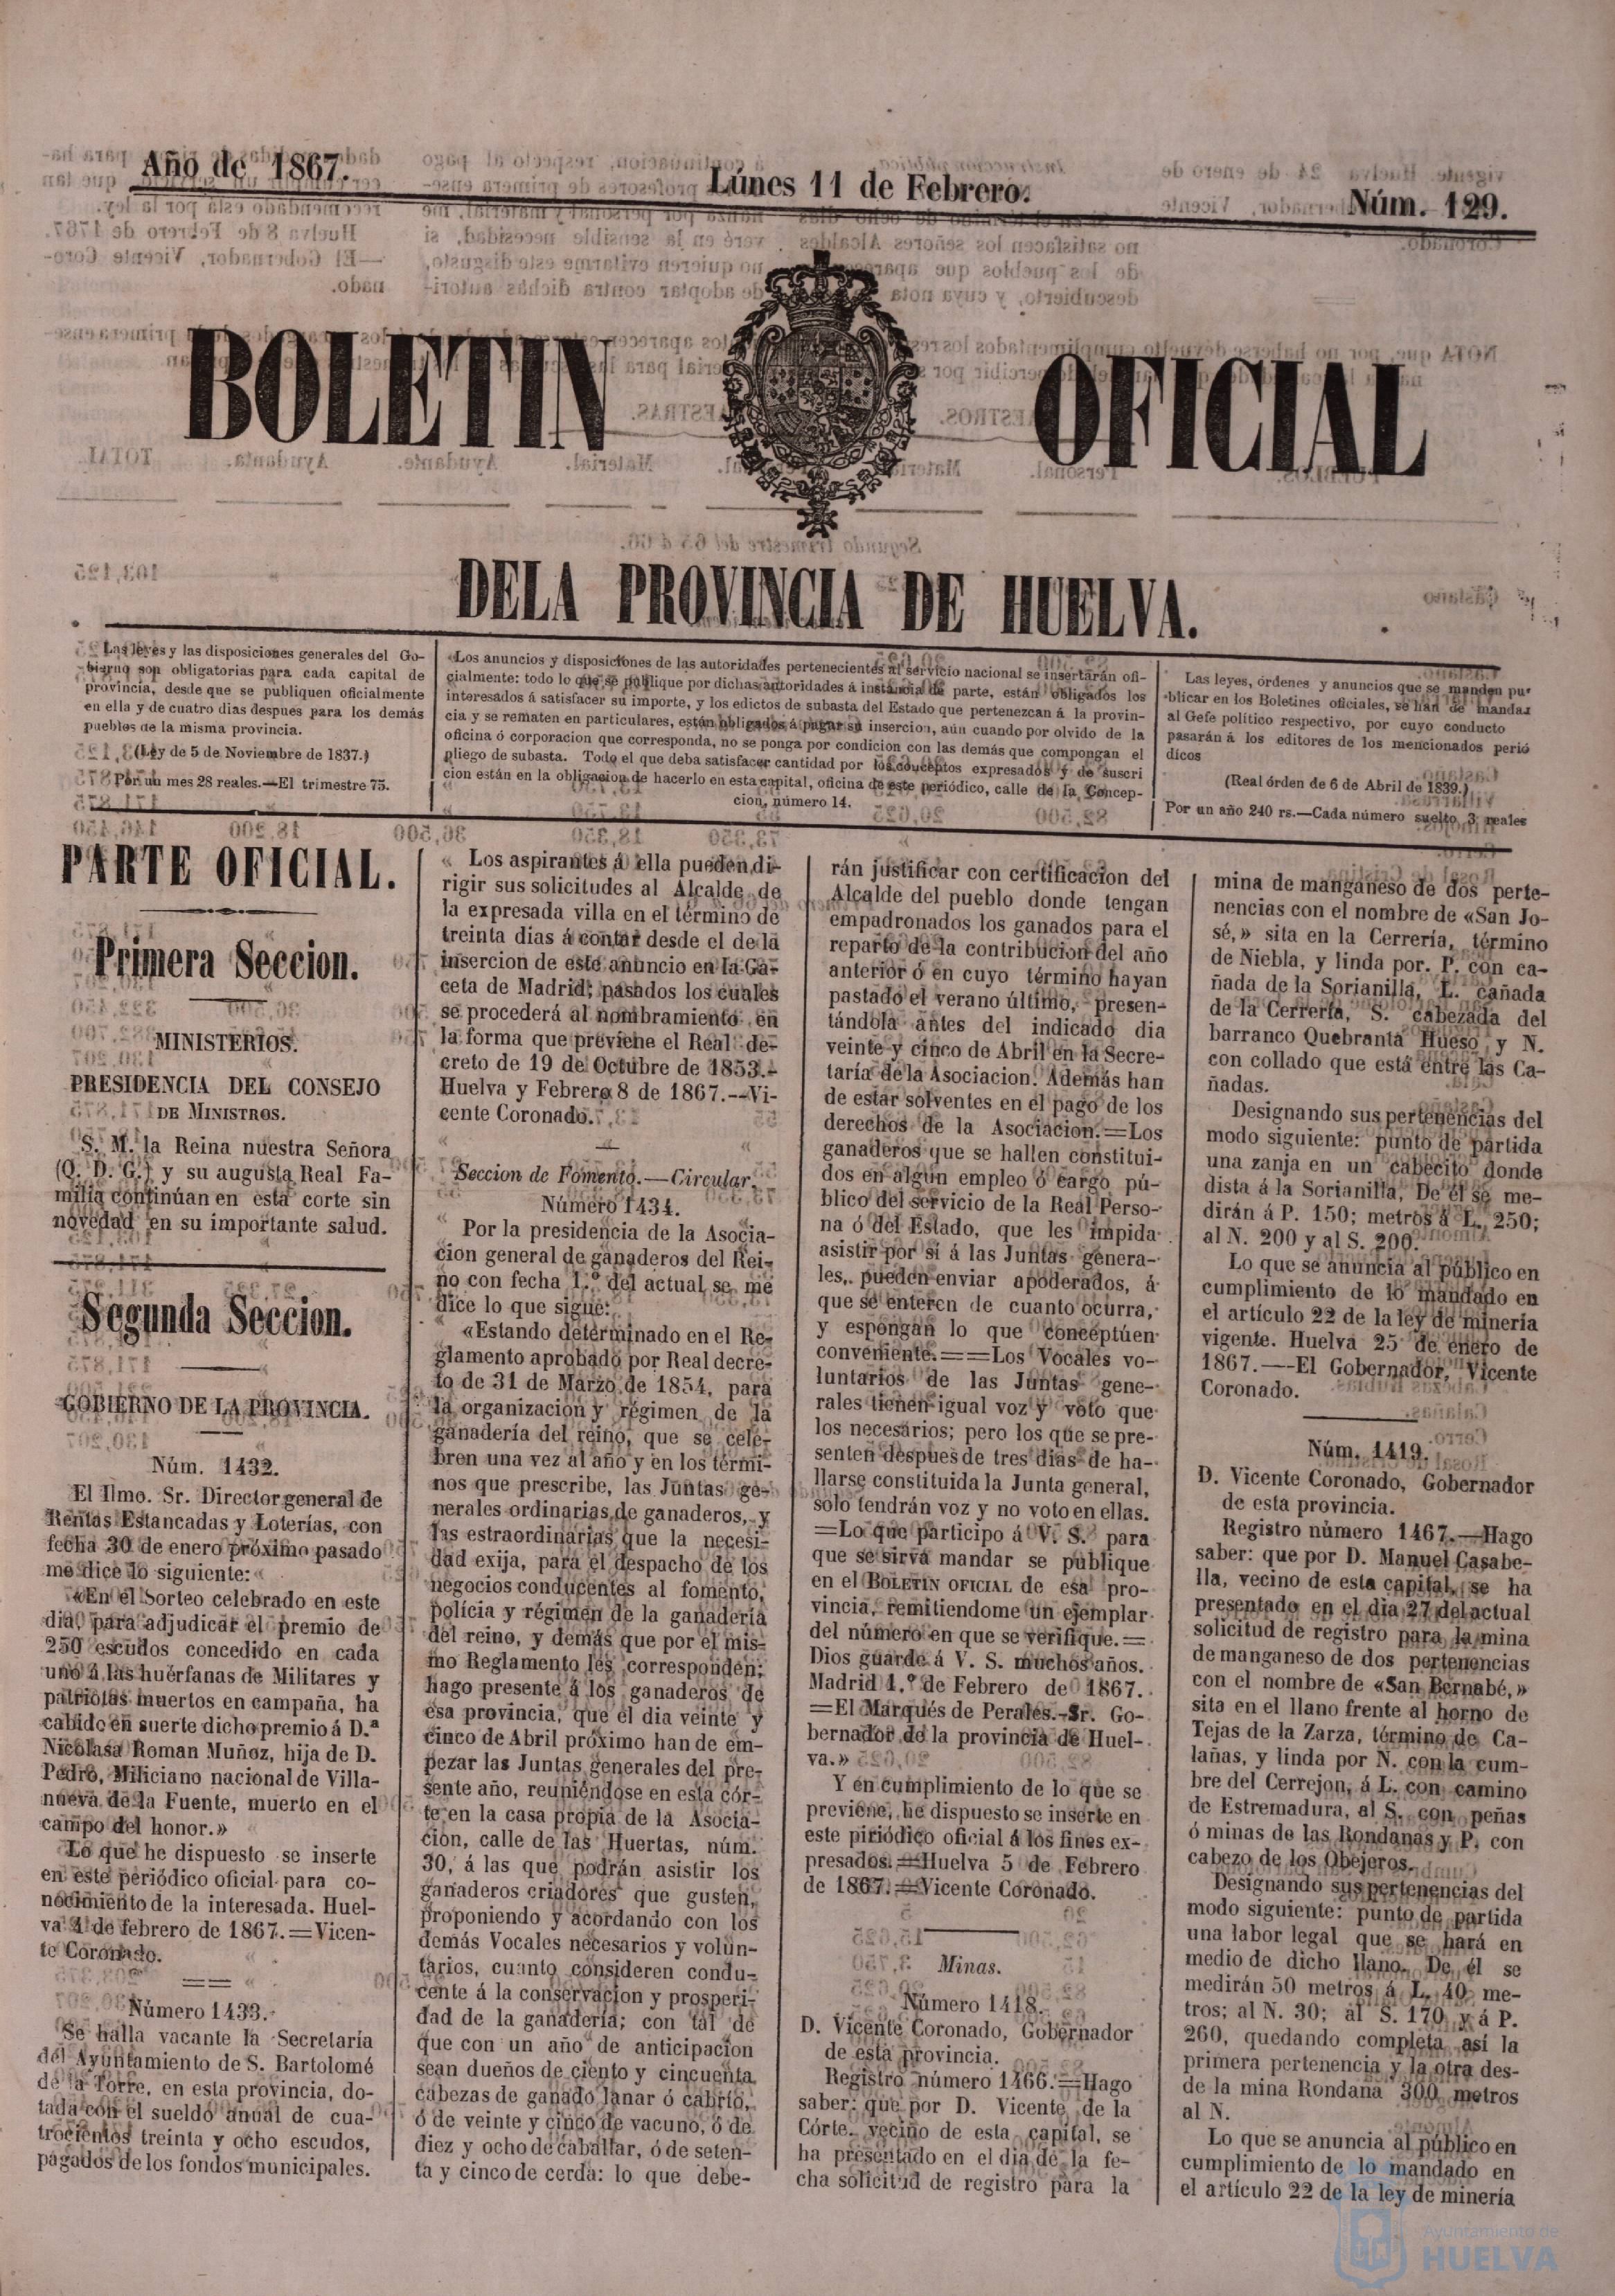 Año de 1867.
Lúnes 11 de Febrero.
Núm. 129.
BOLETIN OFICIAL
DE LA PROVINCIA DE HUELVA.
Las leyes y las disposiciones generales del Go-
bierno son obligatorias para cada capital de
provincia, desde que se publiquen oficialmente
en ella y de cuatro dias despues para los demás
pueblos de la misma provincia.
(Ley de 5 de Noviembre de 1837.)
Por un mes 28 reales.—El trimestre 75.
«Los anuncios y disposiciones de las autoridades pertenecientes al servicio nacional se insertarán ofi-
cialmente: todo lo que se publique por dichas autoridades á instancia de parte, están obligados los
interesados á satisfacer su importe, y los edictos de subasta del Estado que pertenezcan á la provin-
cia y se rematen en particulares, están obligados á pagar su insercion, aún cuando por olvido de la
oficina ó corporacion que corresponda, no se ponga por condicion con las demás que compongan el
pliego de subasta. Todo el que deba satisfacer cantidad por los conceptos expresados y de suscri
cion están en la obligacion de hacerlo en esta capital, oficina de este periódico, calle de la Concep-
cion, número 14.
Las leyes, órdenes y anuncios que se manden pu-
blicar en los Boletines oficiales, se han de mandar
al Gefe político respectivo, por cuyo conducto
pasarán á los editores de los mencionados perió
dicos
(Real órden de 6 de Abril de 1839.)
Por un año 240 rs.—Cada número suelto 3 reales
PARTE OFICIAL.
Primera Seccion.
MINISTERIOS.
PRESIDENCIA DEL CONSEJO
DE MINISTROS.
S. M. la Reina nuestra Señora
(Q. D. G.) y su augusta Real Fa-
milia continúan en esta corte sin
novedad en su importante salud.
Segunda Seccion.
GOBIERNO DE LA PROVINCIA.
Núm. 1432.
El Ilmo. Sr. Director general de
Rentas Estancadas y Loterías, con
fecha 30 de enero próximo pasado
me dice lo siguiente:
«En el Sorteo celebrado en este
dia, para adjudicar el premio de
250 escudos concedido en cada
uno á las huérfanas de Militares y
patriotas muertos en campaña, ha
cabido en suerte dicho premio á D.ª
Nicolasa Roman Muñoz, hija de D.
Pedro, Miliciano nacional de Villa-
nueva de la Fuente, muerto en el
campo del honor.»
Lo que he dispuesto se inserte
en este periódico oficial para co-
nocimiento de la interesada. Huel-
va 4 de febrero de 1867.=Vicen-
te Coronado.
Número 1433.
Se halla vacante la Secretaría
del Ayuntamiento de S. Bartolomé
de la Torre, en esta provincia, do-
tada con el sueldo anual de cua-
trocientos treinta y ocho escudos,
pagados de los fondos municipales.
Los aspirantes á ella pueden di-
rigir sus solicitudes al Alcalde de
la expresada villa en el término de
treinta dias á contar desde el de la
insercion de este anuncio en la Ga-
ceta de Madrid; pasados los cuales
se procederá al nombramiento en
la forma que previene el Real de-
creto de 19 de Octubre de 1853.-
Huelva y Febrero 8 de 1867.--Vi-
cente Coronado.
Seccion de Fomento.—Circular.
Número 1434.
Por la presidencia de la Asocia-
cion general de ganaderos del Rei-
no con fecha 1.º del actual se me
dice lo que sigue:
«Estando determinado en el Re-
glamento aprobado por Real decre-
to de 31 de Marzo de 1854, para
la organizacion y régimen de la
ganadería del reino, que se cele-
bren una vez al año y en los térmi-
nos que prescribe, las Juntas ge-
nerales ordinarias de ganaderos, y
las estraordinarias que la necesi-
dad exija, para el despacho de los
negocios conducentes al fomento,
policía y régimen de la ganadería
del reino, y demás que por el mis-
mo Reglamento les corresponden;
hago presente á los ganaderos de
esa provincia, que el dia veinte y
cinco de Abril próximo han de em-
pezar las Juntas generales del pre-
sente año, reuniéndose en esta cór-
te en la casa propia de la Asocia-
cion, calle de las Huertas, núm.
30, á las que podrán asistir los
ganaderos criadores que gusten,
proponiendo y acordando con los
demás Vocales necesarios y volun-
tarios, cuanto consideren condu-
cente á la conservacion y prosperi-
dad de la ganadería; con tal de
que con un año de anticipacion
sean dueños de ciento y cincuenta
cabezas de ganado lanar ó cabrío,
ó de veinte y cinco de vacuno, ó de
diez y ocho de caballar, ó de seten-
ta y cinco de cerda: lo que debe-
rán justificar con certificacion del
Alcalde del pueblo donde tengan
empadronados los ganados para el
reparto de la contribucion del año
anterior ó en cuyo término hayan
pastado el verano último, presen-
tándola antes del indicado dia
veinte y cinco de Abril en la Secre-
taría de la Asociacion. Además han
de estar solventes en el pago de los
derechos de la Asociacion.=Los
ganaderos que se hallen constitui-
dos en algun empleo ó cargo pú-
blico del servicio de la Real Perso-
na ó del Estado, que les impida
asistir por sí á las Juntas genera-
les, pueden enviar apoderados, á
que se enteren de cuanto ocurra,
y espongan lo que conceptúen
conveniente.==Los Vocales vo-
luntarios de las Juntas gene-
rales tienen igual voz y voto que
los necesarios; pero los que se pre-
senten despues de tres dias de ha-
llarse constituida la Junta general,
solo tendrán voz y no voto en ellas.
=Lo que participo á V. S. para
que se sirva mandar se publique
en el BOLETIN OFICIAL de esa pro-
vincia, remitiendome un ejemplar
del número en que se verifique.=
Dios guarde á V. S. muchos años.
Madrid 1.º de Febrero de 1867.
=El Marqués de Perales.-Sr. Go-
bernador de la provincia de Huel-
va.»
Y en cumplimiento de lo que se
previene, he dispuesto se inserte en
este piriódico oficial á los fines ex-
presados.=Huelva 5 de Febrero
de 1867.=Vicente Coronado.
Minas.
Número 1418.
D. Vicente Coronado, Gobernador
de esta provincia.
Registro número 1466.=Hago
saber: que por D. Vicente de la
Córte, vecino de esta capital, se
ha presentado en el dia de la fe-
cha solicitud de registro para la
mina de manganeso de dos perte-
nencias con el nombre de «San Jo-
sé,» sita en la Cerrería, término
de Niebla, y linda por. P. con ca-
ñada de la Sorianilla, L. cañada
de la Cerrería, S. cabezada del
barranco Quebranta Hueso y N.
con collado que está entre las Ca-
ñadas.
Designando sus pertenencias del
modo siguiente: punto de partida
una zanja en un cabecito donde
dista á la Sorianilla, De él se me-
dirán á P. 150; metros á L. 250;
al N. 200 y al S. 200.
Lo que se anuncia al público en
cumplimiento de lo mandado en
el artículo 22 de la ley de minería
vigente. Huelva 25 de enero de
1867.—-El Gobernador, Vicente
Coronado.
Núm. 1419.
D. Vicente Coronado, Gobernador
de esta provincia.
Registro número 1467.—Hago
saber: que por D. Manuel Casabe-
lla, vecino de esta capital, se ha
presentado en el dia 27 del actual
solicitud de registro para la mina
de manganeso de dos pertenencias
con el nombre de «San Bernabé,»
sita en el llano frente al horno de
Tejas de la Zarza, término de Ca-
lañas, y linda por N. con la cum-
bre del Cerrejon, á L. con camino
de Estremadura, al S. con peñas
ó minas de las Rondanas y P. con
cabezo de los Obejeros.
Designando sus pertenencias del
modo siguiente: punto de partida
una labor legal que se hará en
medio de dicho llano. De él se
medirán 50 metros á L. 40 me-
tros; al N. 30; al S. 170 y á P.
260, quedando completa así la
primera pertenencia y la otra des-
de la mina Rondana 300 metros
al N.
Lo que se anuncia al público en
cumplimiento de lo mandado en
el artículo 22 de la ley de minería
Ayuntamiento de
HUELVA